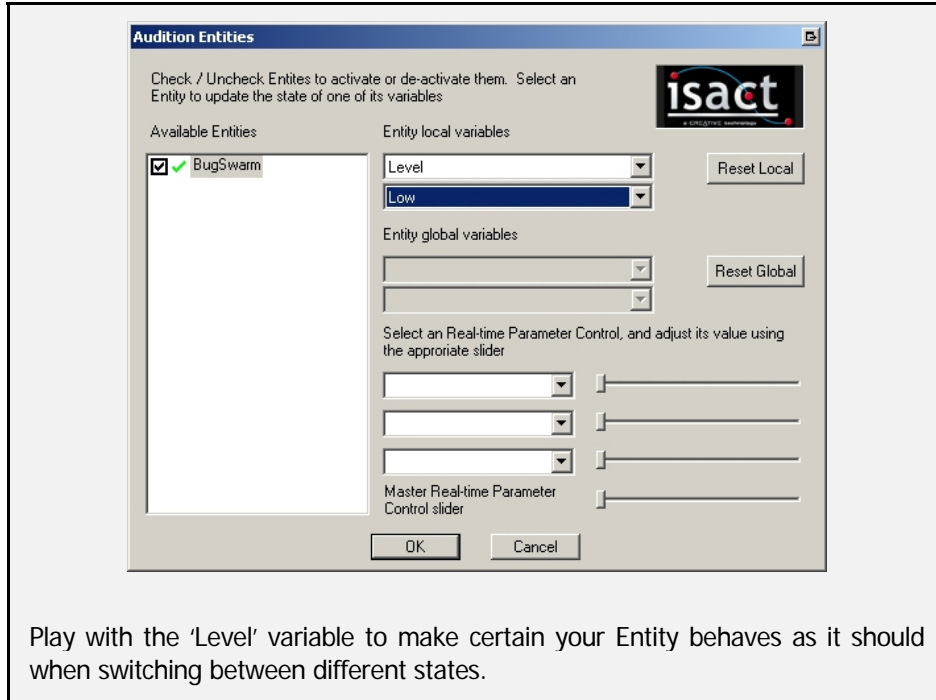 Audition Entities
Check / Uncheck Entites to activate or de-activate them. Select an
Entity to update the state of one of its variables
isact
a CREATIVE technology
Available Entities
Entity local variables
BugSwarm
Level
Reset Local
Low
Entity global variables
Reset Global
Select an Real-time Parameter Control, and adjust its value using
the approriate slider
Master Real-time Parameter
Control slider
OK
Cancel
Play with the ‘Level’ variable to make certain your Entity behaves as it should
when switching between different states.